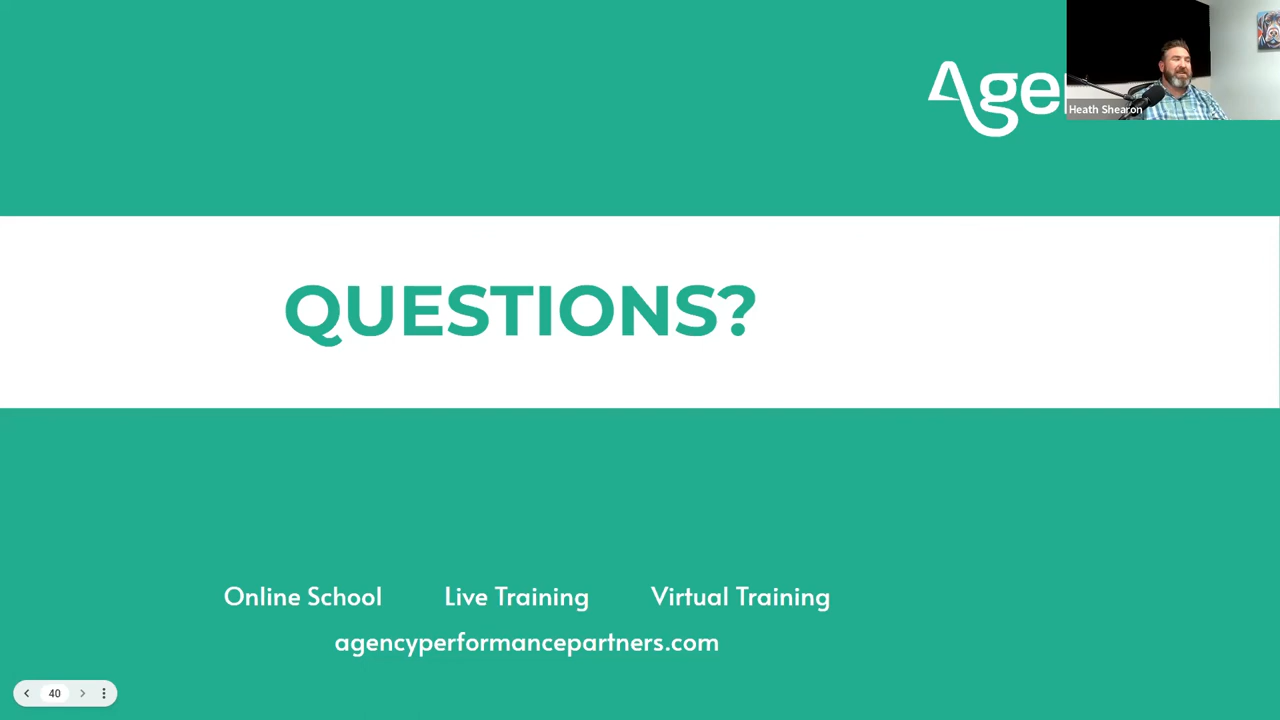 Age
Heath Shearon
QUESTIONS?
Online School Live Training Virtual Training
agencyperformancepartners.com
40